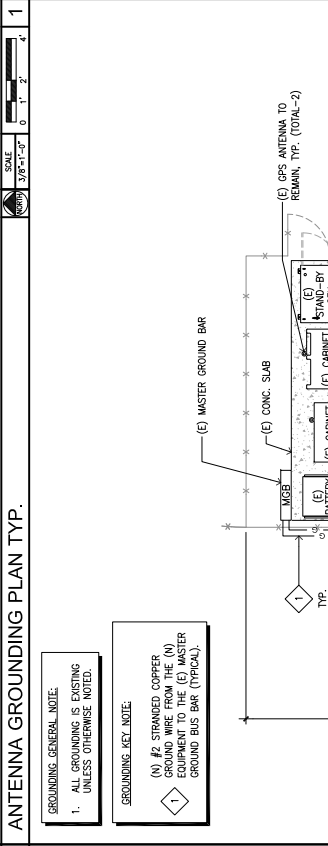 ANTENNA GROUNDING PLAN TYP.
NORTH
SCALE
3/8"=1'-0"
0 1' 2' 4'
1
GROUNDING GENERAL NOTE:
1. ALL GROUNDING IS EXISTING
UNLESS OTHERWISE NOTED.
GROUNDING KEY NOTE:
1
(N) #2 STRANDED COPPER
GROUND WIRE FROM THE (N)
EQUIPMENT TO THE (E) MASTER
GROUND BUS BAR (TYPICAL).
(E) MASTER GROUND BAR
(E) CONC. SLAB
(E) GPS ANTENNA TO
REMAIN, TYP. (TOTAL-2)
MGB
1
TYP.
(E)
BATTERY
(E) CABINET
(E) CABINET
(E)
STAND-BY